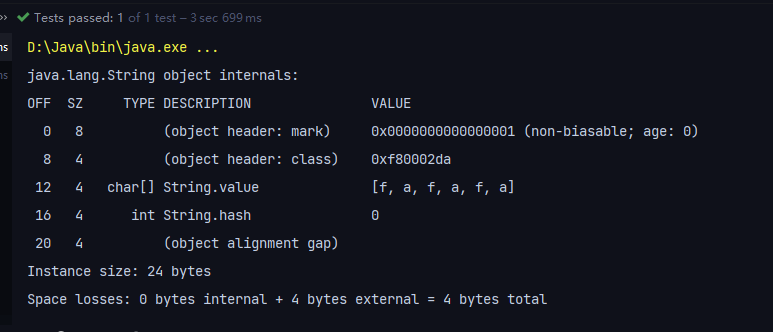 Tests passed: 1 of 1 test – 3 sec 699 ms
D:\Java\bin\java.exe ...
java.lang.String object internals:
OFF  SZ     TYPE DESCRIPTION               VALUE
  0   8          (object header: mark)     0x0000000000000001 (non-biasable; age: 0)
  8   4          (object header: class)    0xf80002da
 12   4   char[] String.value              [f, a, f, a, f, a]
 16   4      int String.hash               0
 20   4          (object alignment gap)
Instance size: 24 bytes
Space losses: 0 bytes internal + 4 bytes external = 4 bytes total